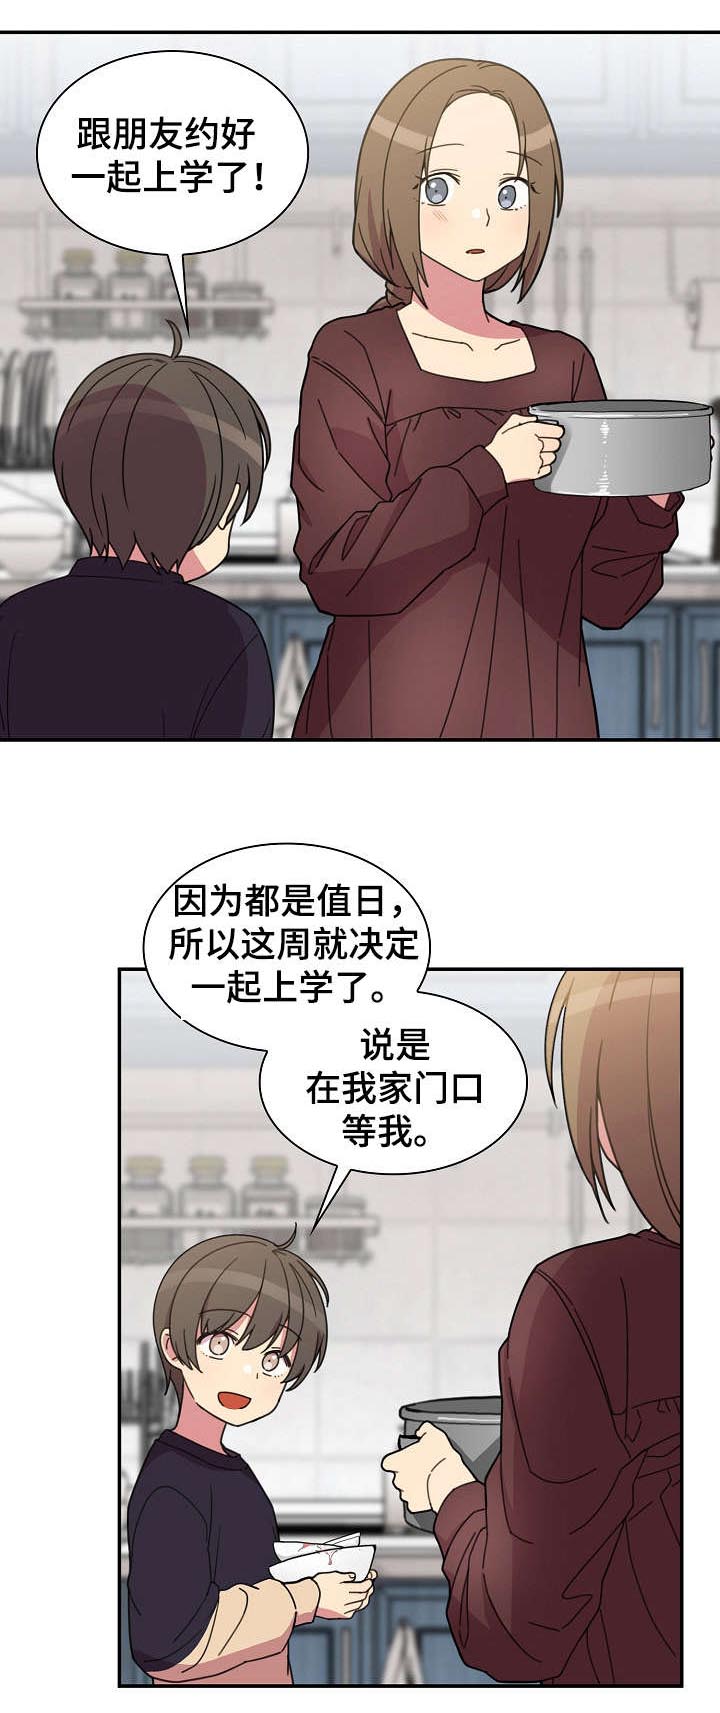 跟朋友约好
一起上学了！
因为都是值日，
所以这周就决定
一起上学了。
说是
在我家门口
等我。